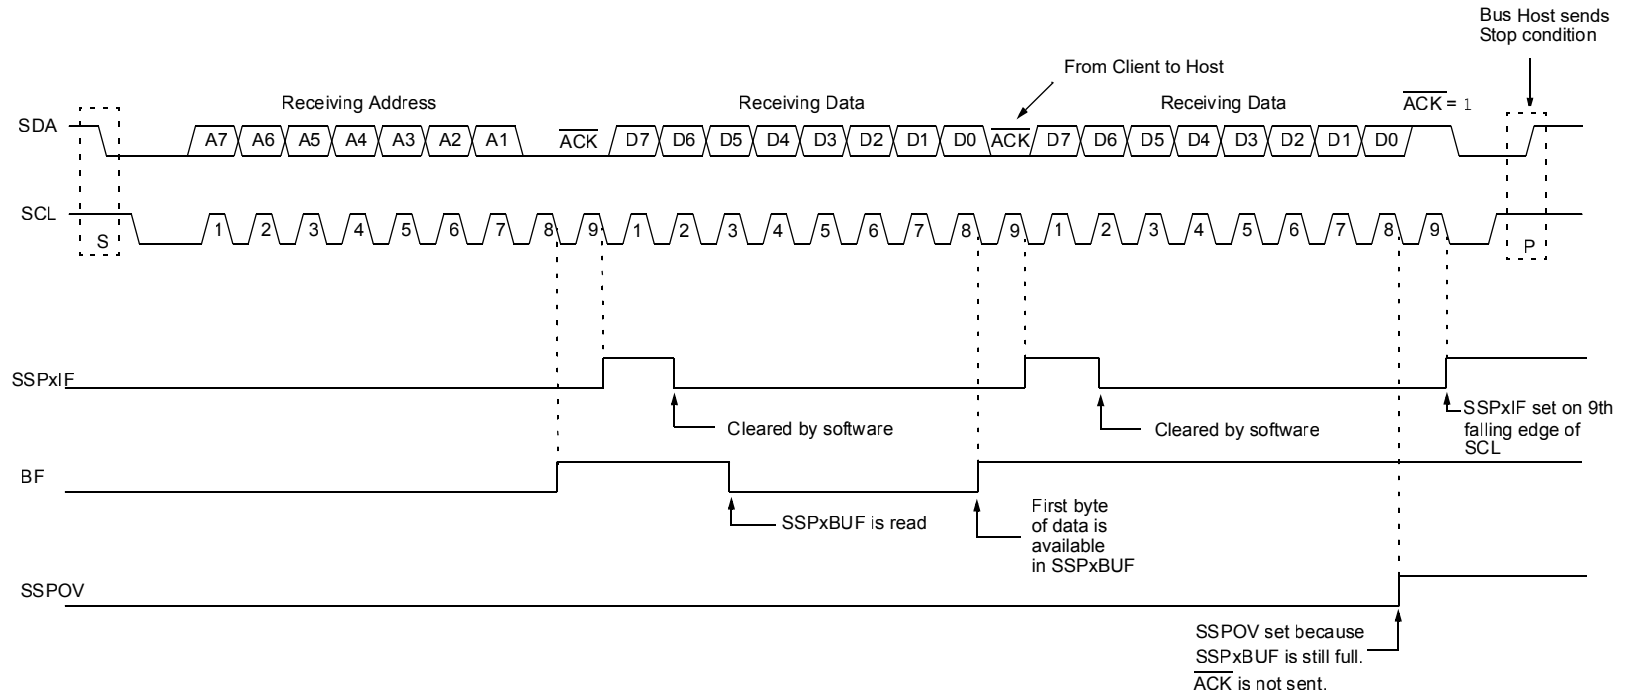 Bus Host sends
Stop condition
From Client to Host
Receiving Address
Receiving Data
Receiving Data
ACK = 1
SDA
A7 A6 A5 A4 A3 A2 A1 ACK D7 D6 D5 D4 D3 D2 D1 D0 ACK D7 D6 D5 D4 D3 D2 D1 D0
SCL
1 2 3 4 5 6 7 8 9 1 2 3 4 5 6 7 8 9 1 2 3 4 5 6 7 8 9
S
P
SSPxIF
Cleared by software
Cleared by software
SSPxIF set on 9th
falling edge of
SCL
BF
SSPxBUF is read
First byte
of data is
available
in SSPxBUF
SSPOV
SSPOV set because
SSPxBUF is still full.
ACK is not sent.